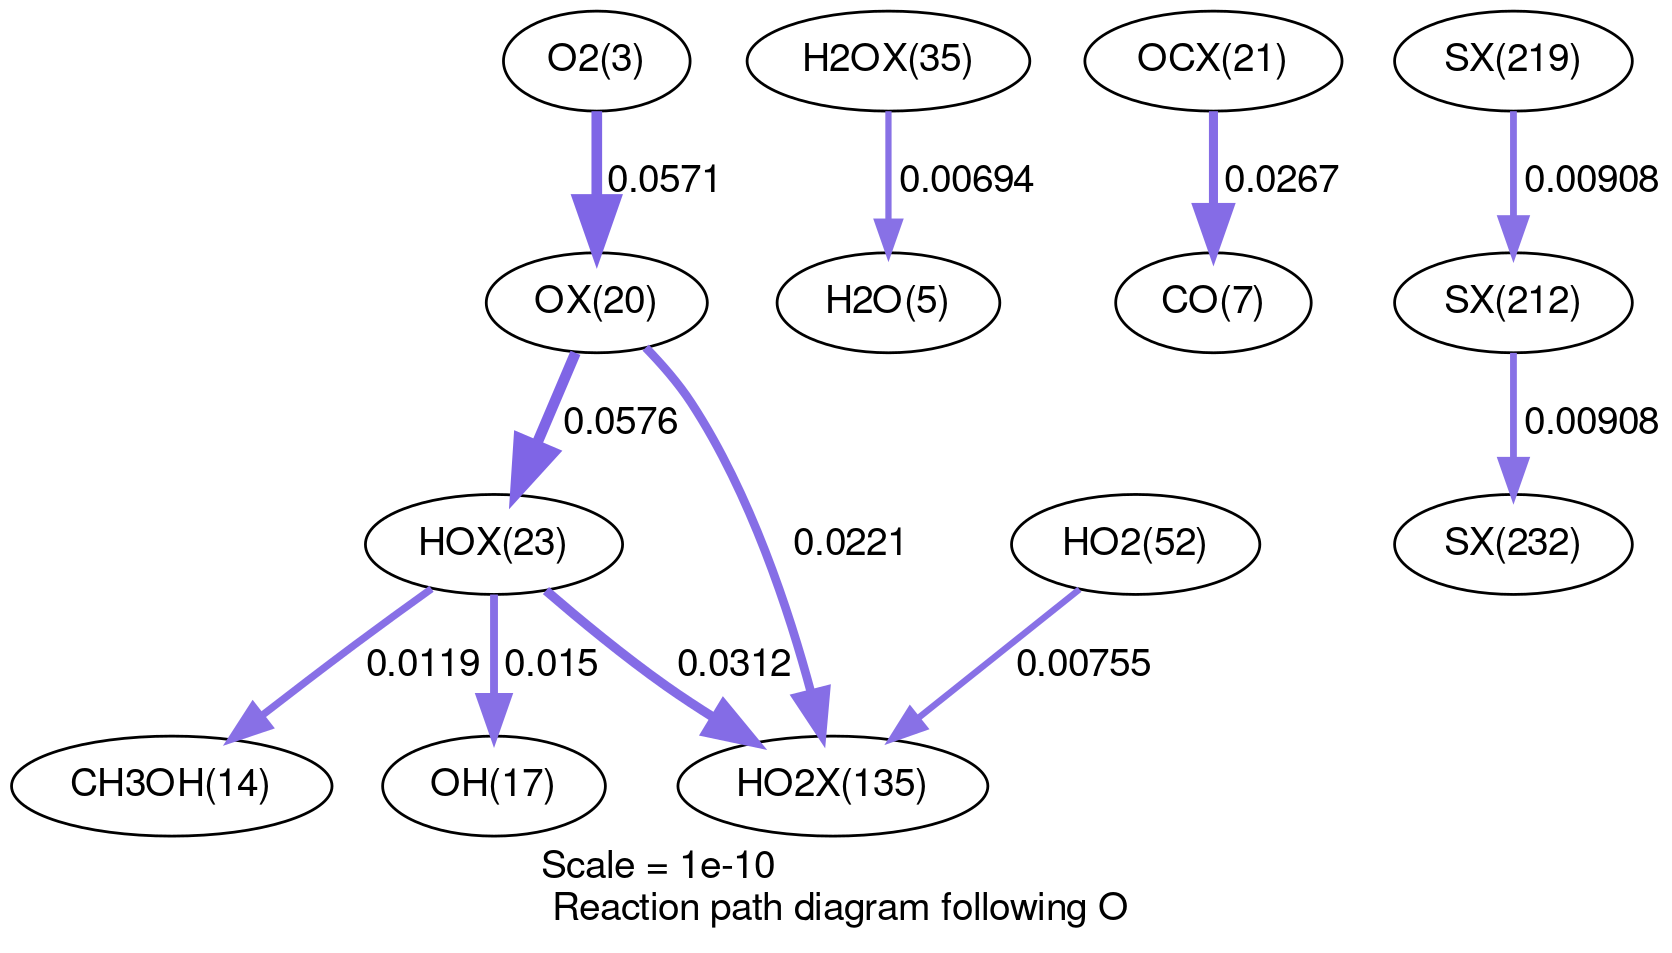 O2(3)
H2OX(35)
OCX(21)
SX(219)
0.0571
0.00694
0.0267
0.00908
OX(20)
H2O(5)
CO(7)
SX(212)
0.0576
0.00908
HOX(23)
0.0221
HO2(52)
SX(232)
0.0119
0.015
0.0312
0.00755
CH3OH(14)
OH(17)
HO2X(135)
Scale = 1e-10
Reaction path diagram following O